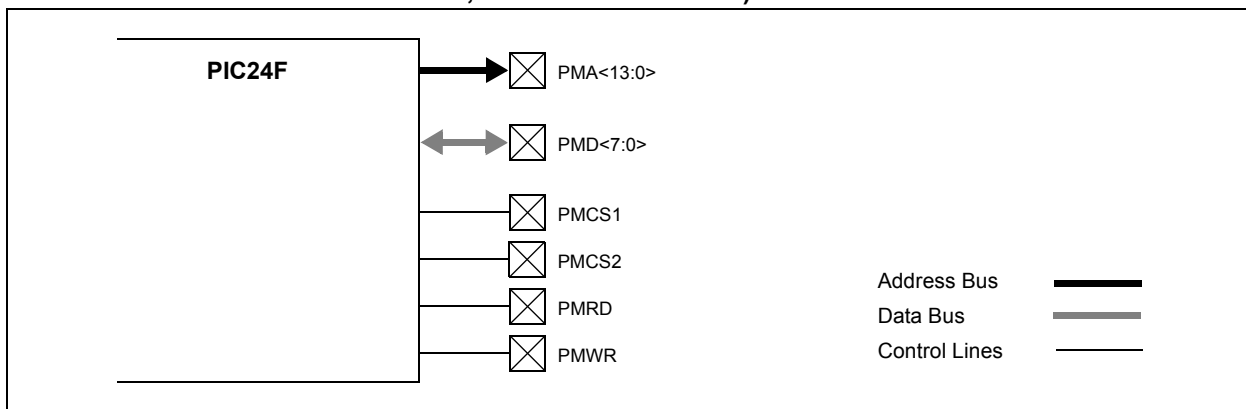 PIC24F
PMA<13:0>
PMD<7:0>
PMCS1
PMCS2
PMRD
PMWR
Address Bus
Data Bus
Control Lines